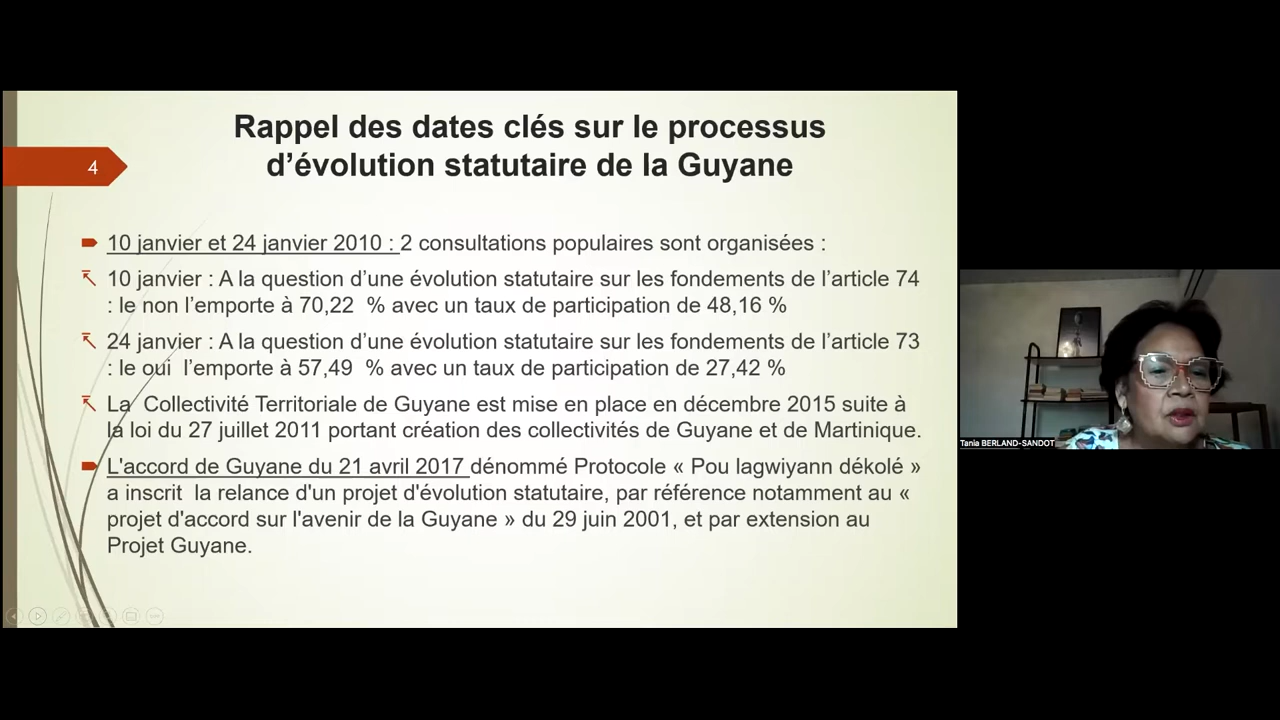 Rappel des dates clés sur le processus
d’évolution statutaire de la Guyane
4
10 janvier et 24 janvier 2010 : 2 consultations populaires sont organisées :
10 janvier : A la question d’une évolution statutaire sur les fondements de l’article 74
: le non l’emporte à 70,22  % avec un taux de participation de 48,16 %
24 janvier : A la question d’une évolution statutaire sur les fondements de l’article 73
: le oui  l’emporte à 57,49  % avec un taux de participation de 27,42 %
La  Collectivité Territoriale de Guyane est mise en place en décembre 2015 suite à
la loi du 27 juillet 2011 portant création des collectivités de Guyane et de Martinique.
L'accord de Guyane du 21 avril 2017 dénommé Protocole « Pou lagwiyann dékolé »
a inscrit  la relance d'un projet d'évolution statutaire, par référence notamment au «
projet d'accord sur l'avenir de la Guyane » du 29 juin 2001, et par extension au
Projet Guyane.
Tania BERLAND-SANDOT